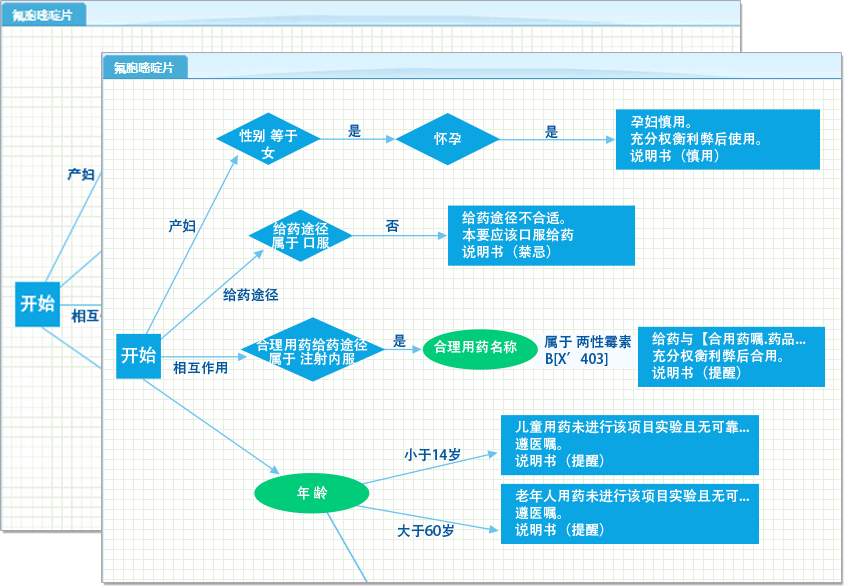 氟胞嘧啶片
产妇
开始
相互
氟胞嘧啶片
性别 等于
女
是
怀孕
是
孕妇慎用。
充分权衡利弊后使用。
说明书（慎用）
产妇
给药途径
属于 口服
否
给药途径不合适。
本要应该口服给药
说明书（禁忌）
给药途径
开始
相互作用
合理用药给药途径
属于 注射内服
是
合理用药名称
属于 两性霉素
B[X′ 403]
给药与【合用药嘱.药品...
充分权衡利弊后合用。
说明书（提醒）
年 龄
小于14岁
儿童用药未进行该项目实验且无可靠...
遵医嘱。
说明书（提醒）
大于60岁
老年人用药未进行该项目实验且无可...
遵医嘱。
说明书（提醒）